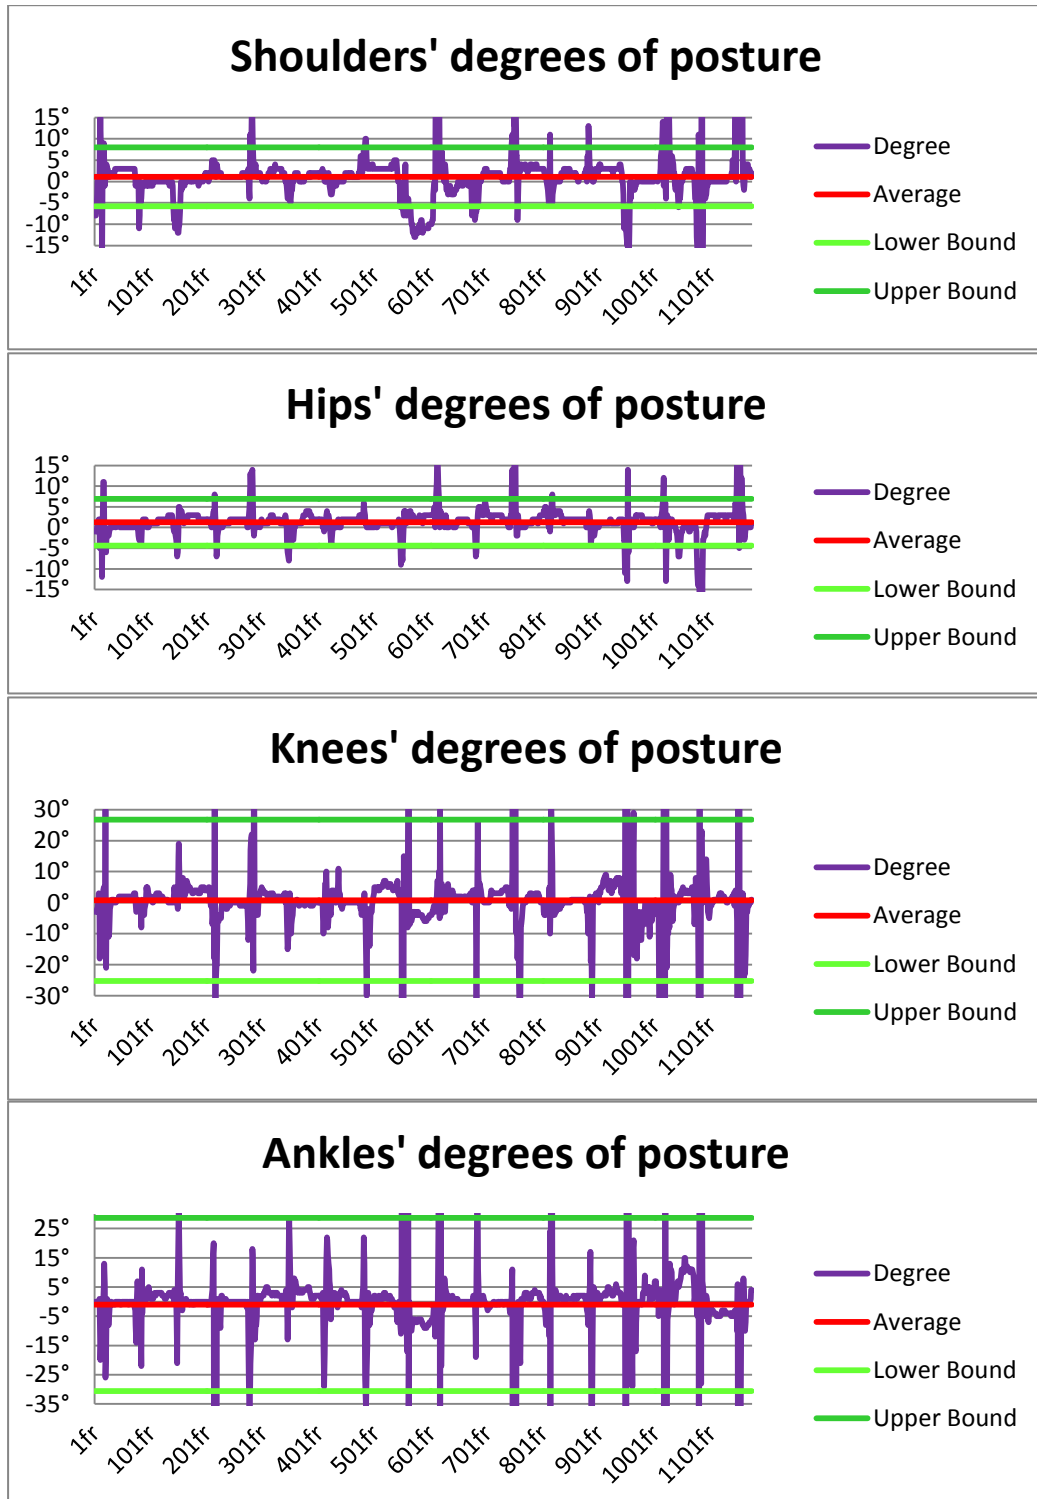 Shoulders' degrees of posture
15°
10°
5°
0°
-5°
-10°
-15°
1fr
101fr
201fr
301fr
401fr
501fr
601fr
701fr
801fr
901fr
1001fr
1101fr
Degree
Average
Lower Bound
Upper Bound
Hips' degrees of posture
15°
10°
5°
0°
-5°
-10°
-15°
1fr
101fr
201fr
301fr
401fr
501fr
601fr
701fr
801fr
901fr
1001fr
1101fr
Degree
Average
Lower Bound
Upper Bound
Knees' degrees of posture
30°
20°
10°
0°
-10°
-20°
-30°
1fr
101fr
201fr
301fr
401fr
501fr
601fr
701fr
801fr
901fr
1001fr
1101fr
Degree
Average
Lower Bound
Upper Bound
Ankles' degrees of posture
25°
15°
5°
-5°
-15°
-25°
-35°
1fr
101fr
201fr
301fr
401fr
501fr
601fr
701fr
801fr
901fr
1001fr
1101fr
Degree
Average
Lower Bound
Upper Bound